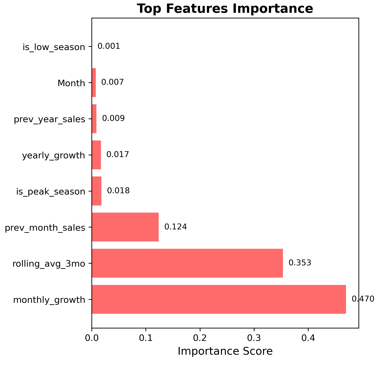 Top Features Importance
is_low_season 0.001
Month 0.007
prev_year_sales 0.009
yearly_growth 0.017
is_peak_season 0.018
prev_month_sales 0.124
rolling_avg_3mo 0.353
monthly_growth 0.470
0.0 0.1 0.2 0.3 0.4
Importance Score